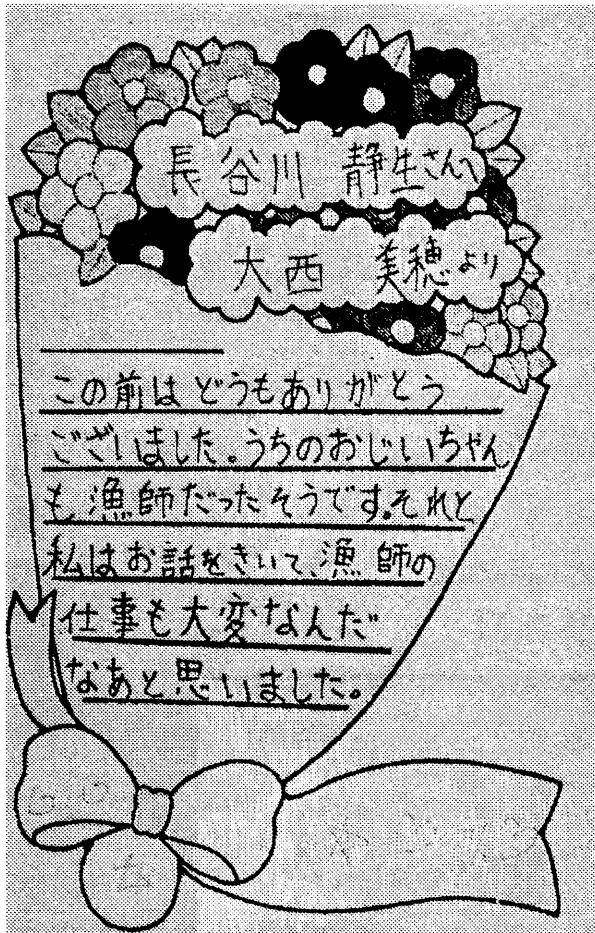 長谷川 静生さんへ
大西 美穂より
この前はどうもありがとう
ございました。うちのおじいちゃん
も漁師だったそうです。それと
私はお話をきいて、漁師の
仕事も大変なんだ
なあと思いました。